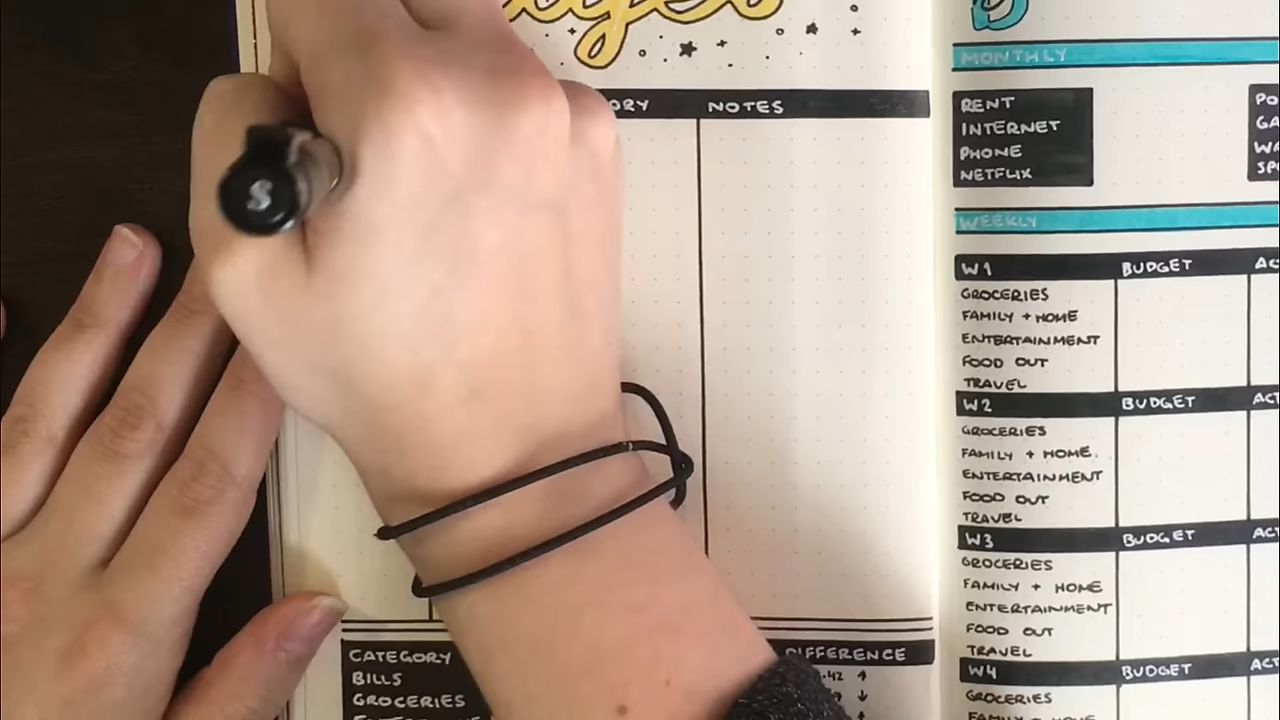 NOTES
CATEGORY
DIFFERENCE
BILLS
GROCERIES
MONTHLY
RENT
INTERNET
PHONE
NETFLIX
WEEKLY
W1 BUDGET
GROCERIES
FAMILY + HOME
ENTERTAINMENT
FOOD OUT
TRAVEL
W2 BUDGET
GROCERIES
FAMILY + HOME
ENTERTAINMENT
FOOD OUT
TRAVEL
W3 BUDGET
GROCERIES
FAMILY + HOME
ENTERTAINMENT
FOOD OUT
TRAVEL
W4 BUDGET
GROCERIES